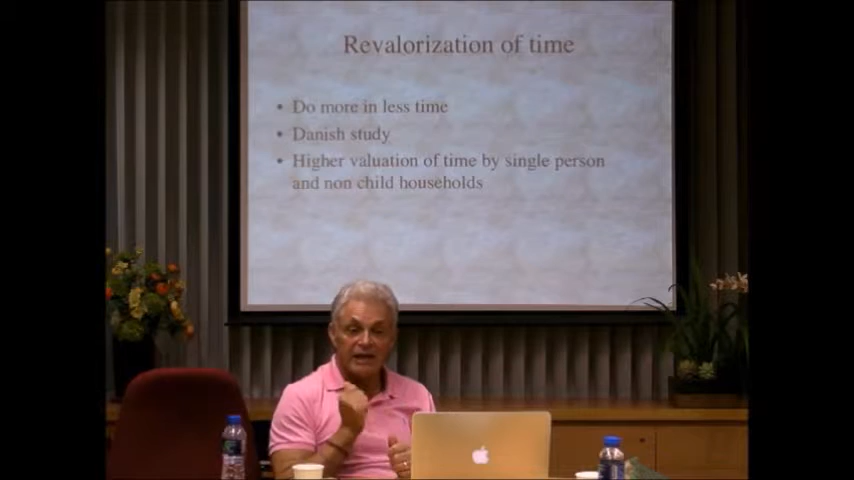 Revalorization of time
• Do more in less time
• Danish study
• Higher valuation of time by single person
and non child households